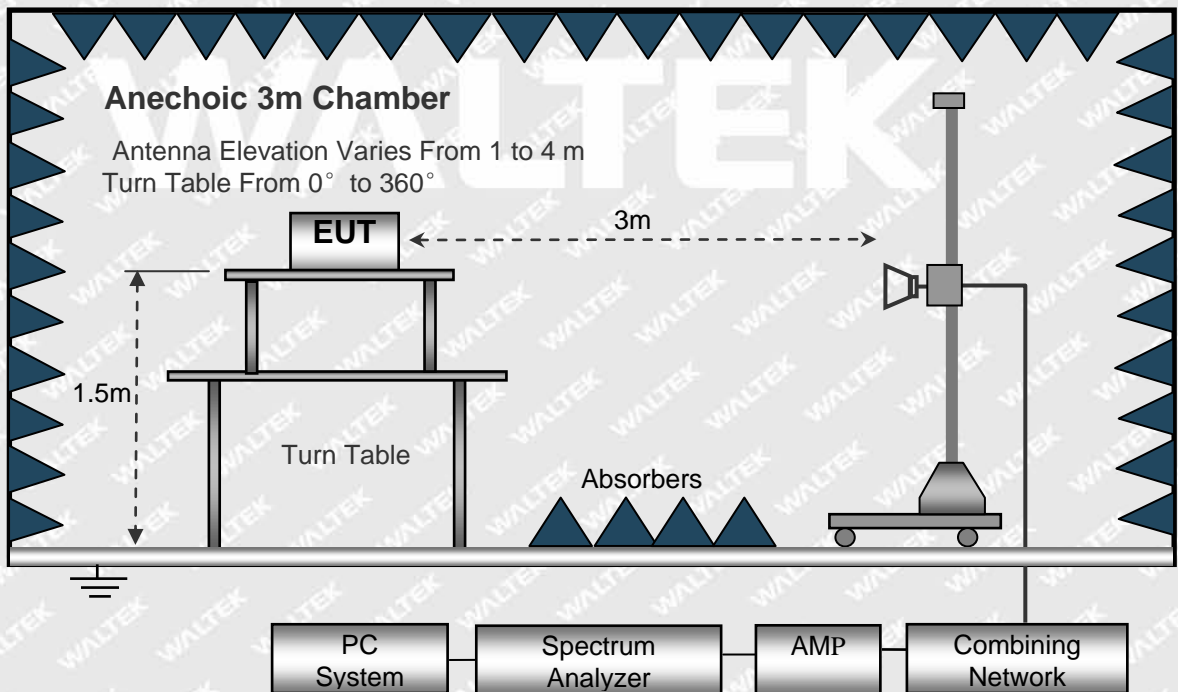 WALTEK
Anechoic 3m Chamber
Antenna Elevation Varies From 1 to 4 m
Turn Table From 0° to 360°
EUT
3m
1.5m
Turn Table
Absorbers
PC
System
Spectrum
Analyzer
AMP
Combining
Network